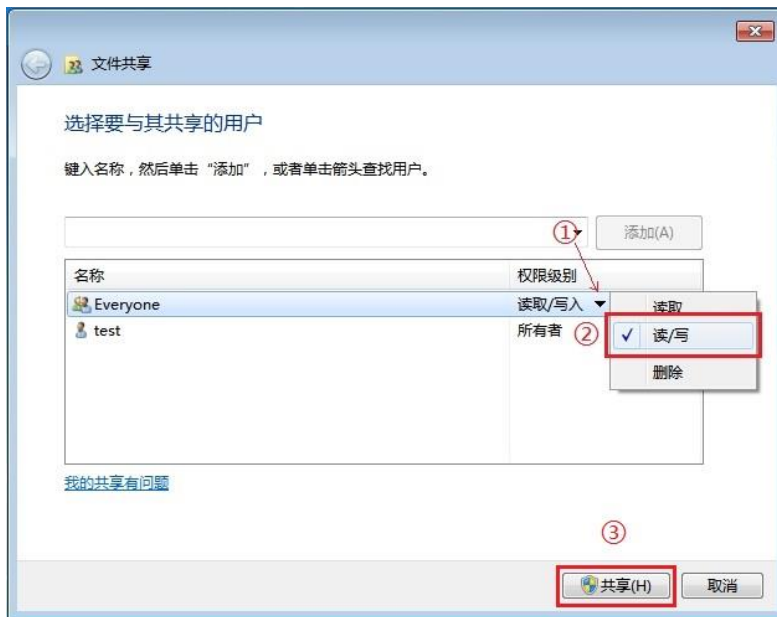 文件共享
选择要与其共享的用户
键入名称，然后单击“添加”，或者单击箭头查找用户。
① 添加(A)
名称 权限级别
Everyone 读取/写入 读取
test 所有者 ② ✓ 读/写
删除
我的共享有问题
③
共享(H) 取消